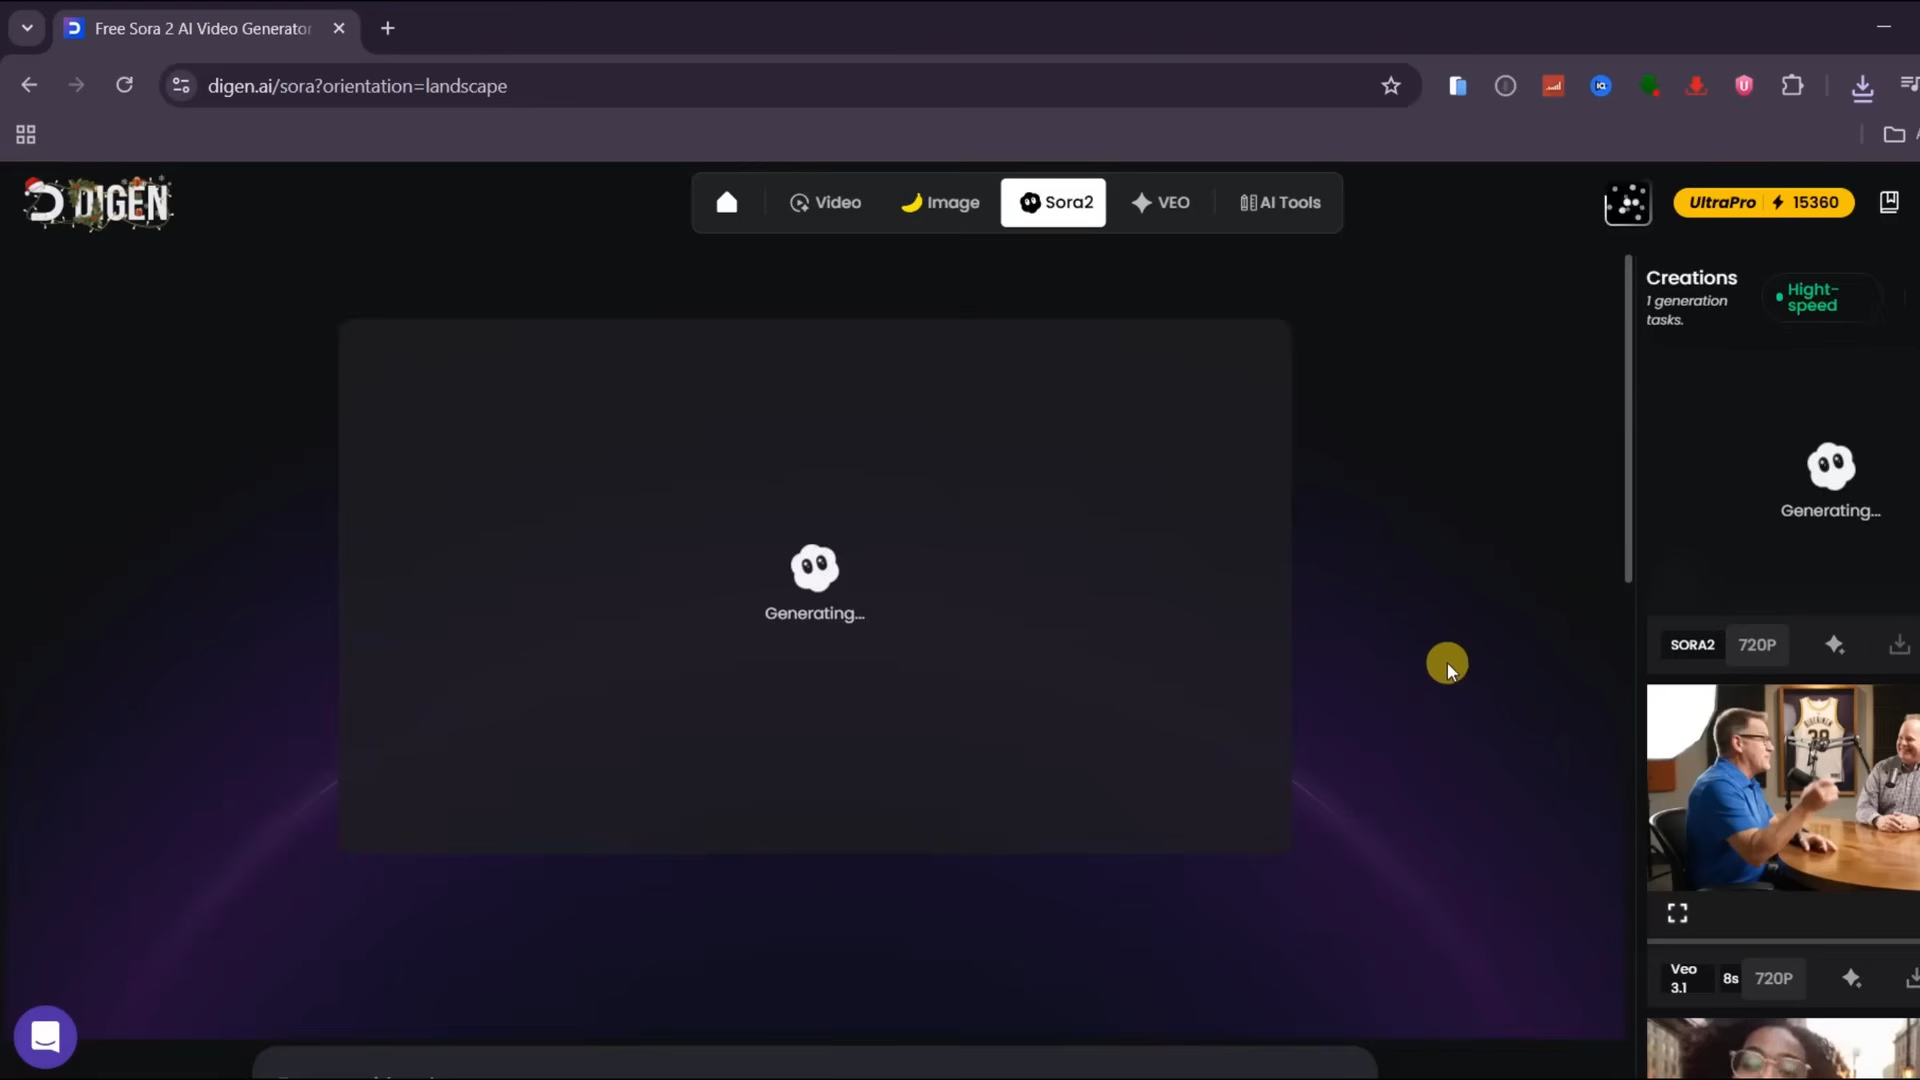 Free Sora 2 AI Video Generator
digen.ai/sora?orientation=landscape
DIGEN
Video
Image
Sora2
VEO
AI Tools
UltraPro 15360
Creations
1 generation
tasks.
Hight-
speed
Generating...
Generating...
SORA2 720P
38
Veo
3.1
8s
720P